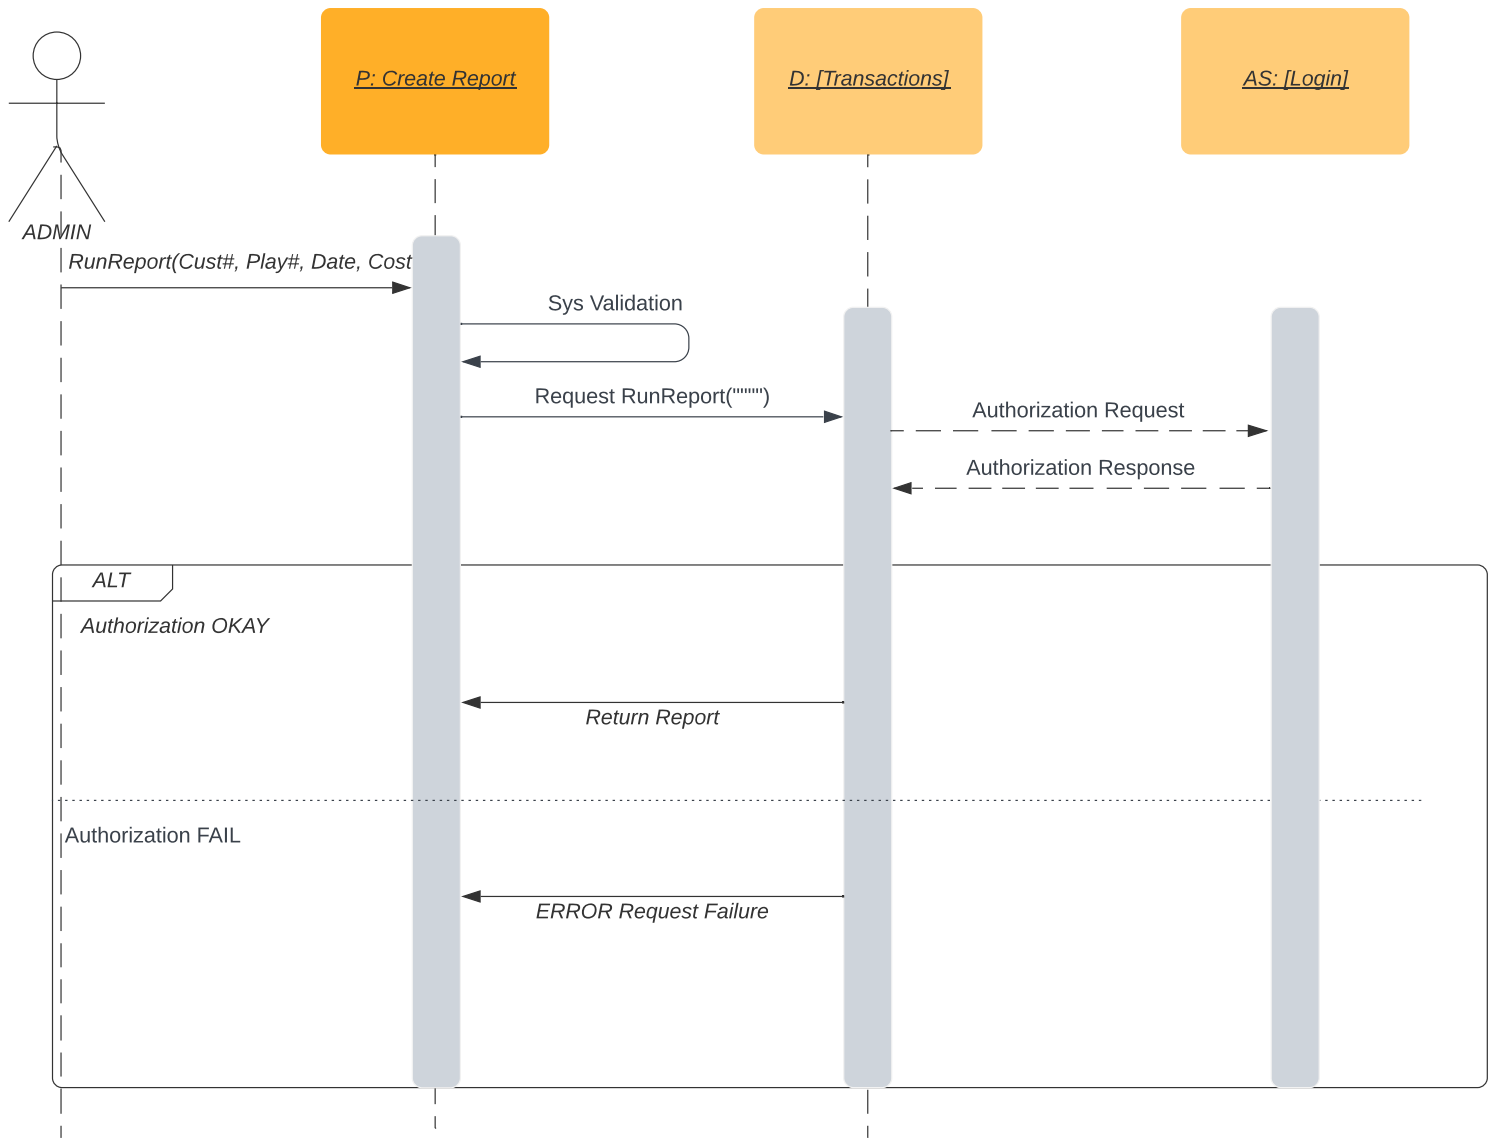 P: Create Report
D: [Transactions]
AS: [Login]
ADMIN
RunReport(Cust#, Play#, Date, Cost
Sys Validation
Request RunReport("""")
Authorization Request
Authorization Response
ALT
Authorization OKAY
Return Report
Authorization FAIL
ERROR Request Failure